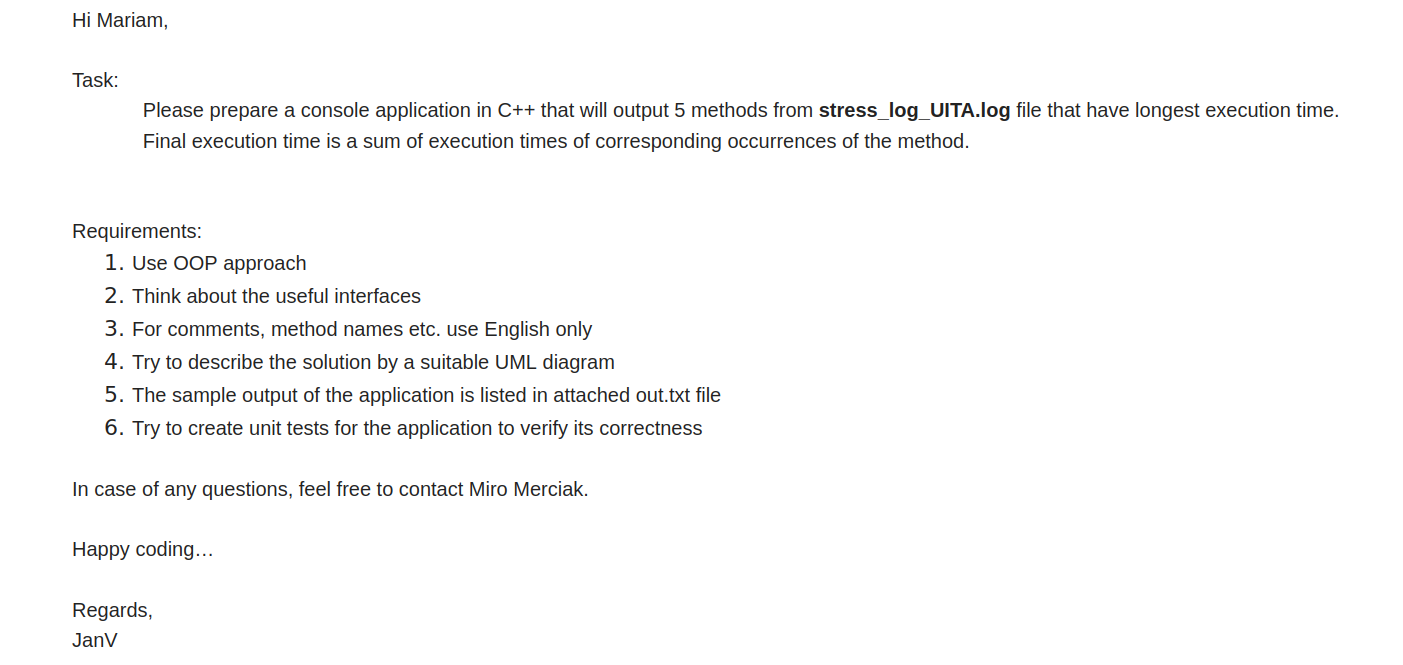 Hi Mariam,
Task:
Please prepare a console application in C++ that will output 5 methods from stress_log_UITA.log file that have longest execution time.
Final execution time is a sum of execution times of corresponding occurrences of the method.
Requirements:
1. Use OOP approach
2. Think about the useful interfaces
3. For comments, method names etc. use English only
4. Try to describe the solution by a suitable UML diagram
5. The sample output of the application is listed in attached out.txt file
6. Try to create unit tests for the application to verify its correctness
In case of any questions, feel free to contact Miro Merciak.
Happy coding…
Regards,
JanV